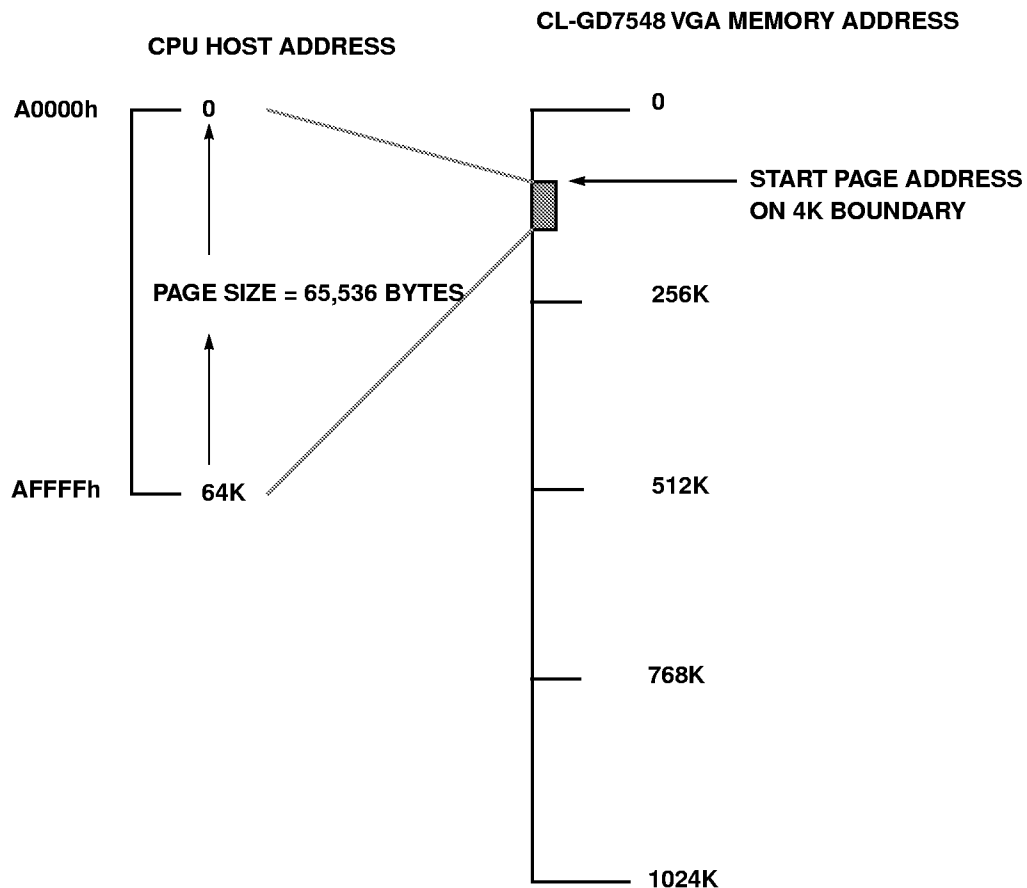 CL-GD7548 VGA MEMORY ADDRESS
CPU HOST ADDRESS
A0000h
0
0
START PAGE ADDRESS
ON 4K BOUNDARY
PAGE SIZE = 65,536 BYTES
256K
AFFFFh
64K
512K
768K
1024K